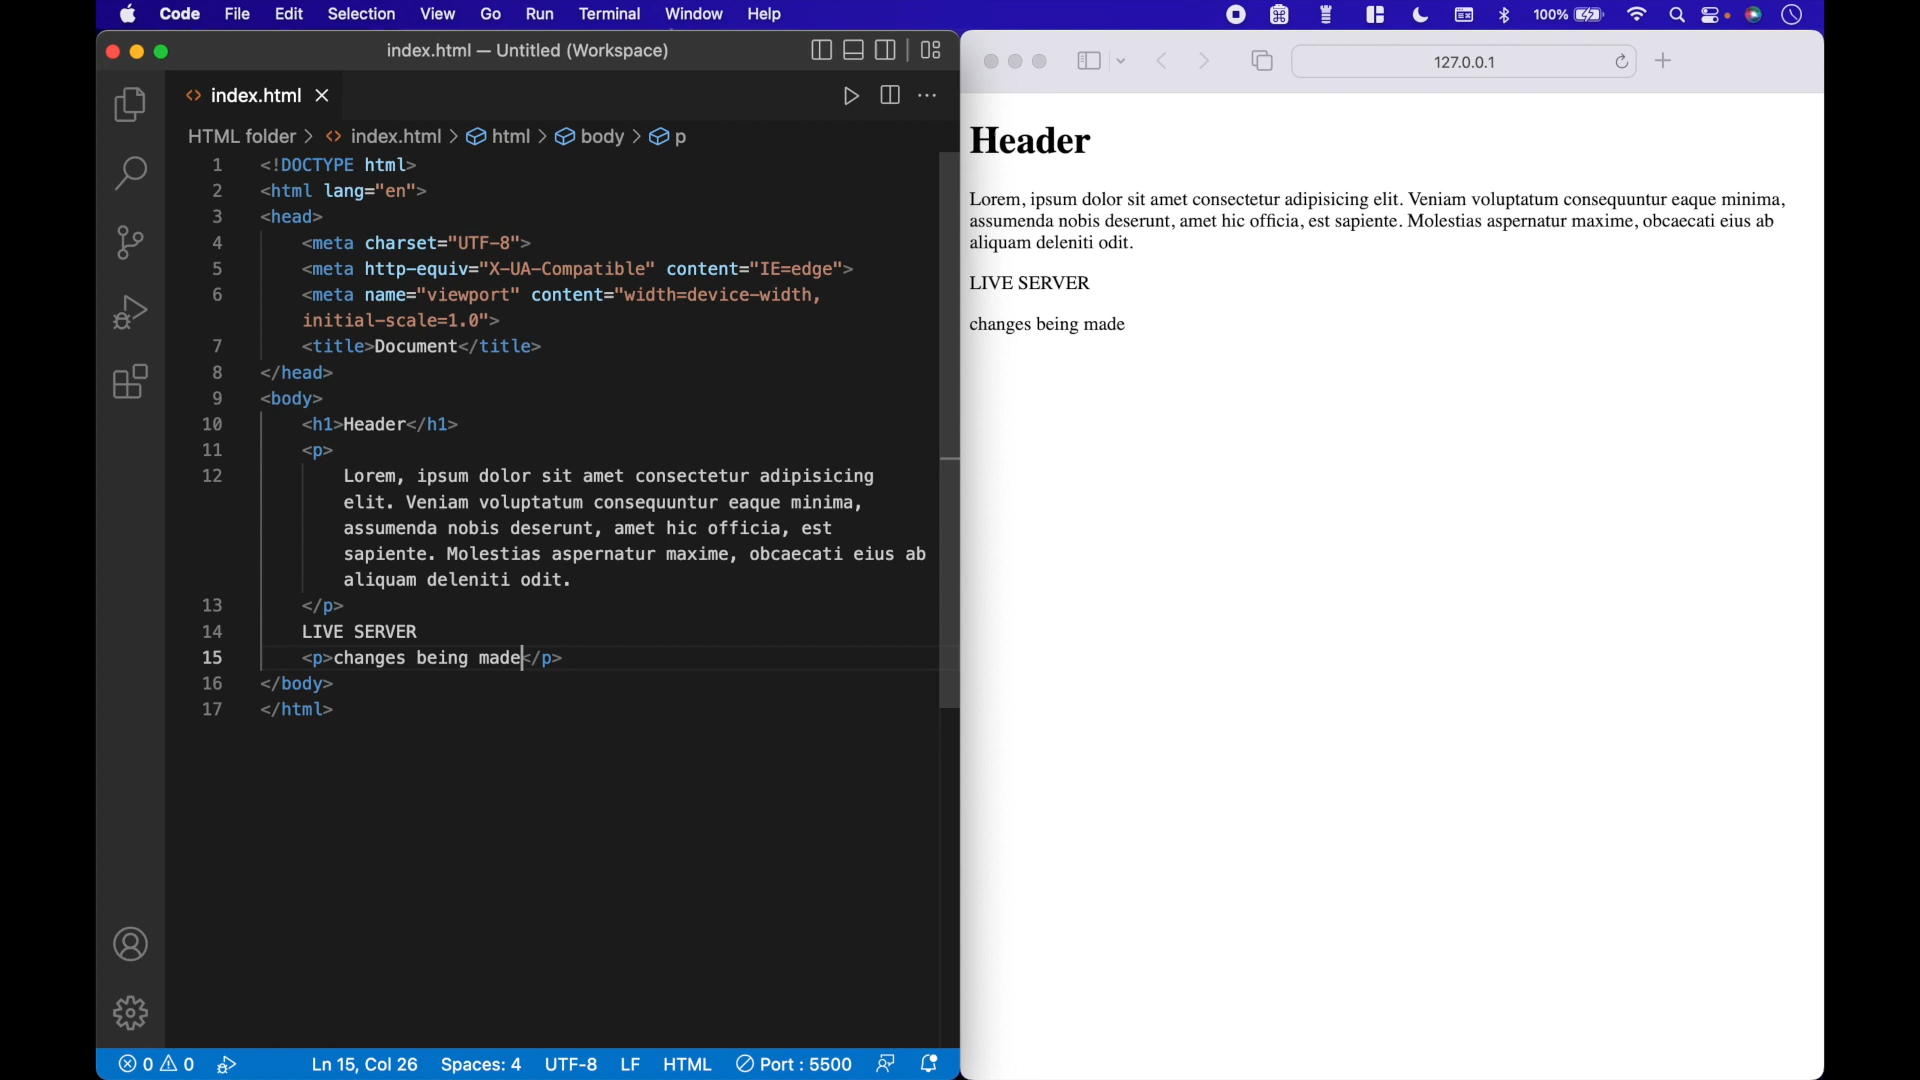 Code File Edit Selection View Go Run Terminal Window Help 100%
index.html — Untitled (Workspace)
127.0.0.1
index.html
HTML folder > index.html > html > body > p
1 <!DOCTYPE html>
2 <html lang="en">
3 <head>
4 <meta charset="UTF-8">
5 <meta http-equiv="X-UA-Compatible" content="IE=edge">
6 <meta name="viewport" content="width=device-width,
initial-scale=1.0">
7 <title>Document</title>
8 </head>
9 <body>
10 <h1>Header</h1>
11 <p>
12 Lorem, ipsum dolor sit amet consectetur adipisicing
elit. Veniam voluptatum consequuntur eaque minima,
assumenda nobis deserunt, amet hic officia, est
sapiente. Molestias aspernatur maxime, obcaecati eius ab
aliquam deleniti odit.
13 </p>
14 LIVE SERVER
15 <p>changes being made</p>
16 </body>
17 </html>
0 0 Ln 15, Col 26 Spaces: 4 UTF-8 LF HTML Port : 5500
Header
Lorem, ipsum dolor sit amet consectetur adipisicing elit. Veniam voluptatum consequuntur eaque minima,
assumenda nobis deserunt, amet hic officia, est sapiente. Molestias aspernatur maxime, obcaecati eius ab
aliquam deleniti odit.
LIVE SERVER
changes being made